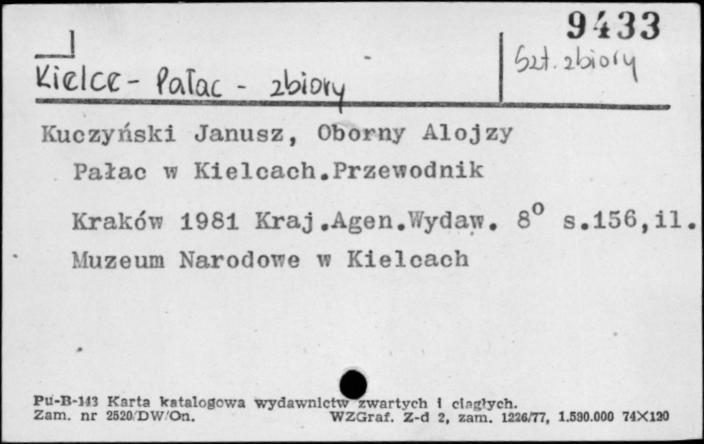 9433
Szt. zbiory
Kielce - Pałac - zbiory
Kuczyński Janusz, Oborny Alojzy
Pałac w Kielcach.Przewodnik
Kraków 1981 Kraj.Agen.Wydaw. 8° s.156,il.
Muzeum Narodowe w Kielcach
Pu-B-143 Karta katalogowa wydawnictw zwartych i ciągłych.
Zam. nr 2520/DW/On. WZGraf. Z-d 2, zam. 1226/77, 1.590.000 74X120